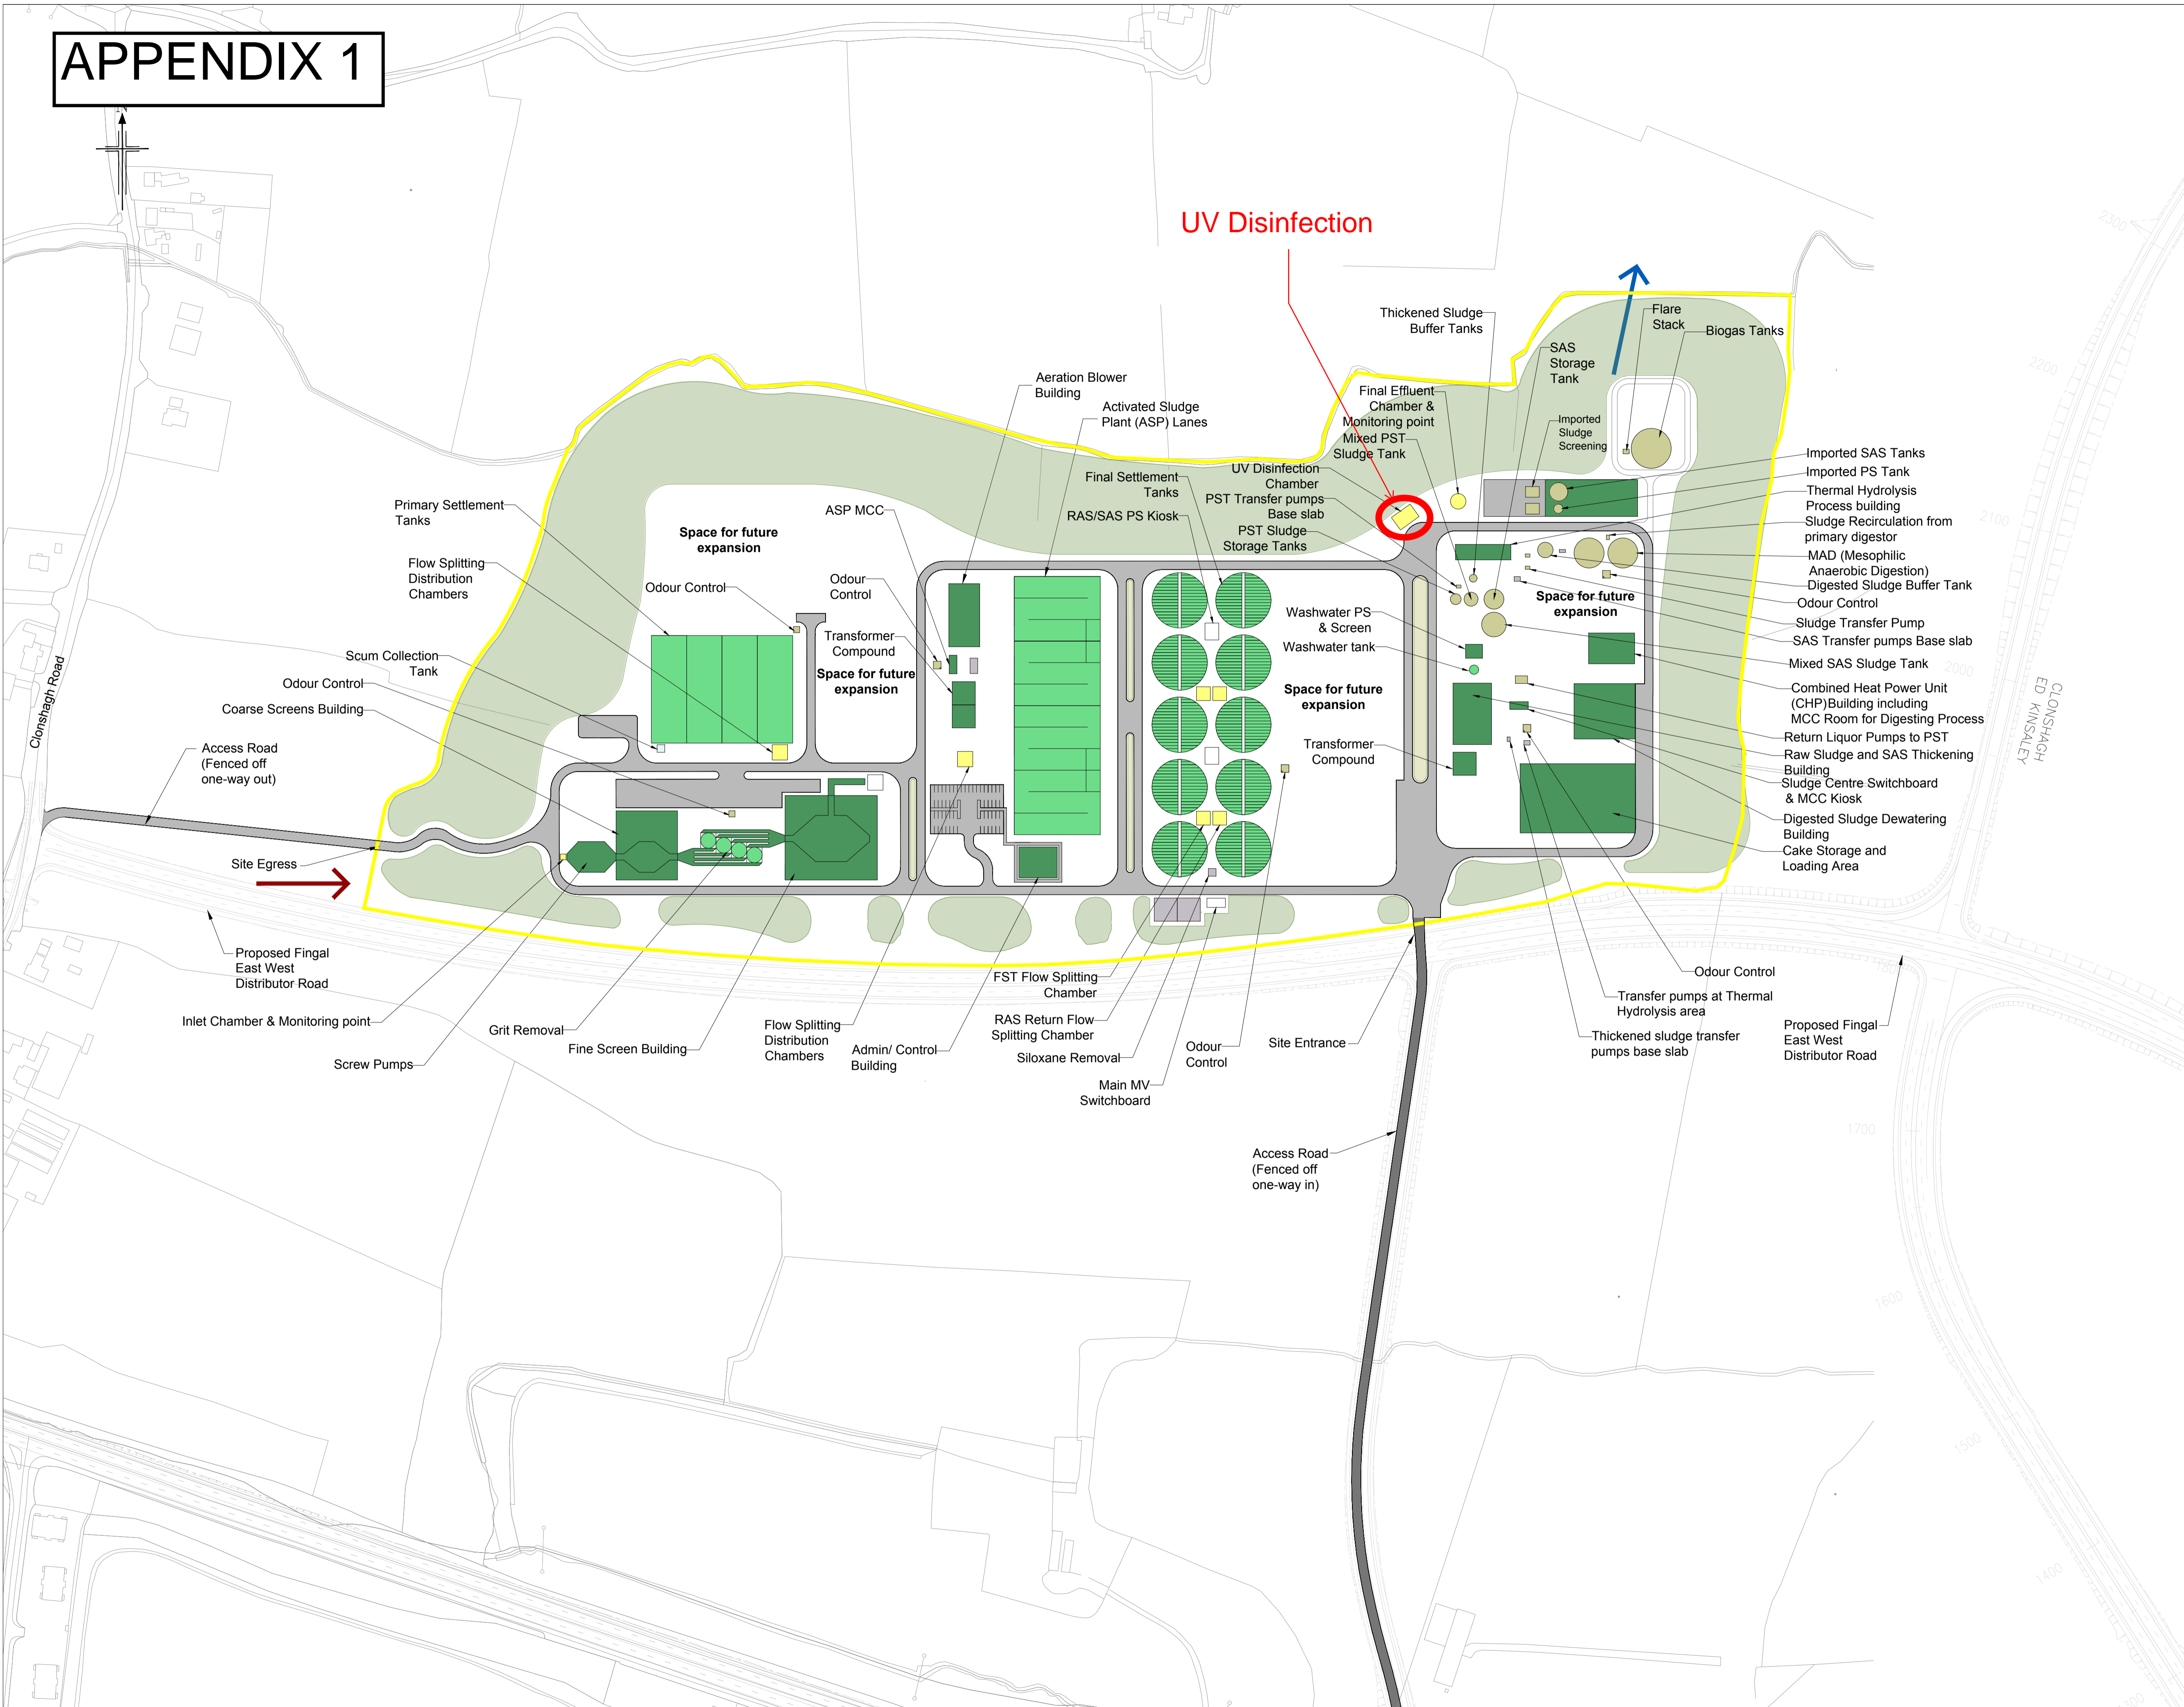 APPENDIX 1
UV Disinfection
Thickened Sludge
Buffer Tanks
Flare
Stack
Biogas Tanks
SAS
Storage
Tank
Aeration Blower
Building
Activated Sludge
Plant (ASP) Lanes
Final Effluent
Chamber &
Monitoring point
Mixed PST
Sludge Tank
Imported
Sludge
Screening
UV Disinfection
Chamber
PST Transfer pumps
Base slab
PST Sludge
Storage Tanks
Final Settlement
Tanks
RAS/SAS PS Kiosk
ASP MCC
Primary Settlement
Tanks
Space for future
expansion
Flow Splitting
Distribution
Chambers
Odour Control
Odour
Control
Transformer
Compound
Space for future
expansion
Scum Collection
Tank
Odour Control
Coarse Screens Building
Access Road
(Fenced off
one-way out)
Clonshagh Road
Site Egress
Washwater PS
& Screen
Washwater tank
Space for future
expansion
Transformer
Compound
Space for future
expansion
Imported SAS Tanks
Imported PS Tank
Thermal Hydrolysis
Process building
Sludge Recirculation from
primary digestor
MAD (Mesophilic
Anaerobic Digestion)
Digested Sludge Buffer Tank
Odour Control
Sludge Transfer Pump
SAS Transfer pumps Base slab
Mixed SAS Sludge Tank
Combined Heat Power Unit
(CHP)Building including
MCC Room for Digesting Process
Return Liquor Pumps to PST
Raw Sludge and SAS Thickening
Building
Sludge Centre Switchboard
& MCC Kiosk
Digested Sludge Dewatering
Building
Cake Storage and
Loading Area
CLONSHAGH
ED KINSALEY
2300
2200
2100
2000
1700
1600
1500
1400
Proposed Fingal
East West
Distributor Road
Inlet Chamber & Monitoring point
Screw Pumps
Grit Removal
Fine Screen Building
Flow Splitting
Distribution
Chambers
Admin/ Control
Building
FST Flow Splitting
Chamber
RAS Return Flow
Splitting Chamber
Siloxane Removal
Main MV
Switchboard
Odour
Control
Site Entrance
Access Road
(Fenced off
one-way in)
Odour Control
Transfer pumps at Thermal
Hydrolysis area
Thickened sludge transfer
pumps base slab
Proposed Fingal
East West
Distributor Road